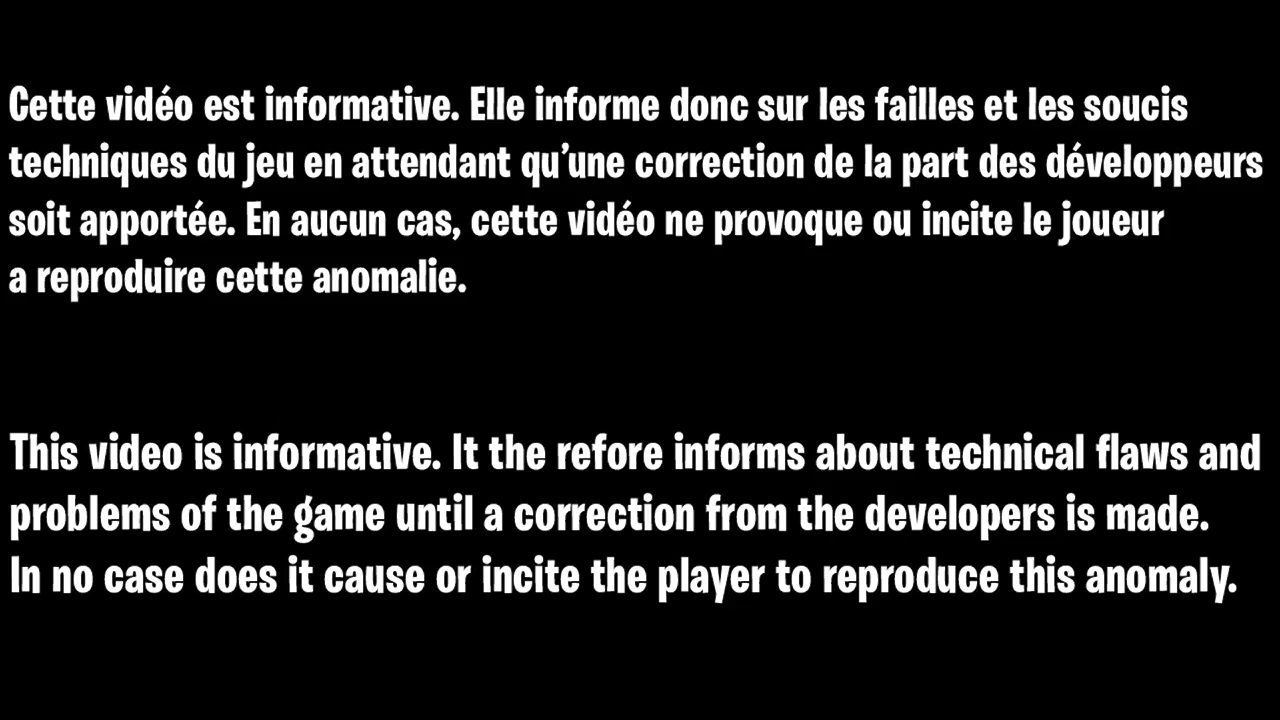 Cette vidéo est informative. Elle informe donc sur les failles et les soucis
techniques du jeu en attendant qu’une correction de la part des développeurs
soit apportée. En aucun cas, cette vidéo ne provoque ou incite le joueur
a reproduire cette anomalie.
This video is informative. It the refore informs about technical flaws and
problems of the game until a correction from the developers is made.
In no case does it cause or incite the player to reproduce this anomaly.